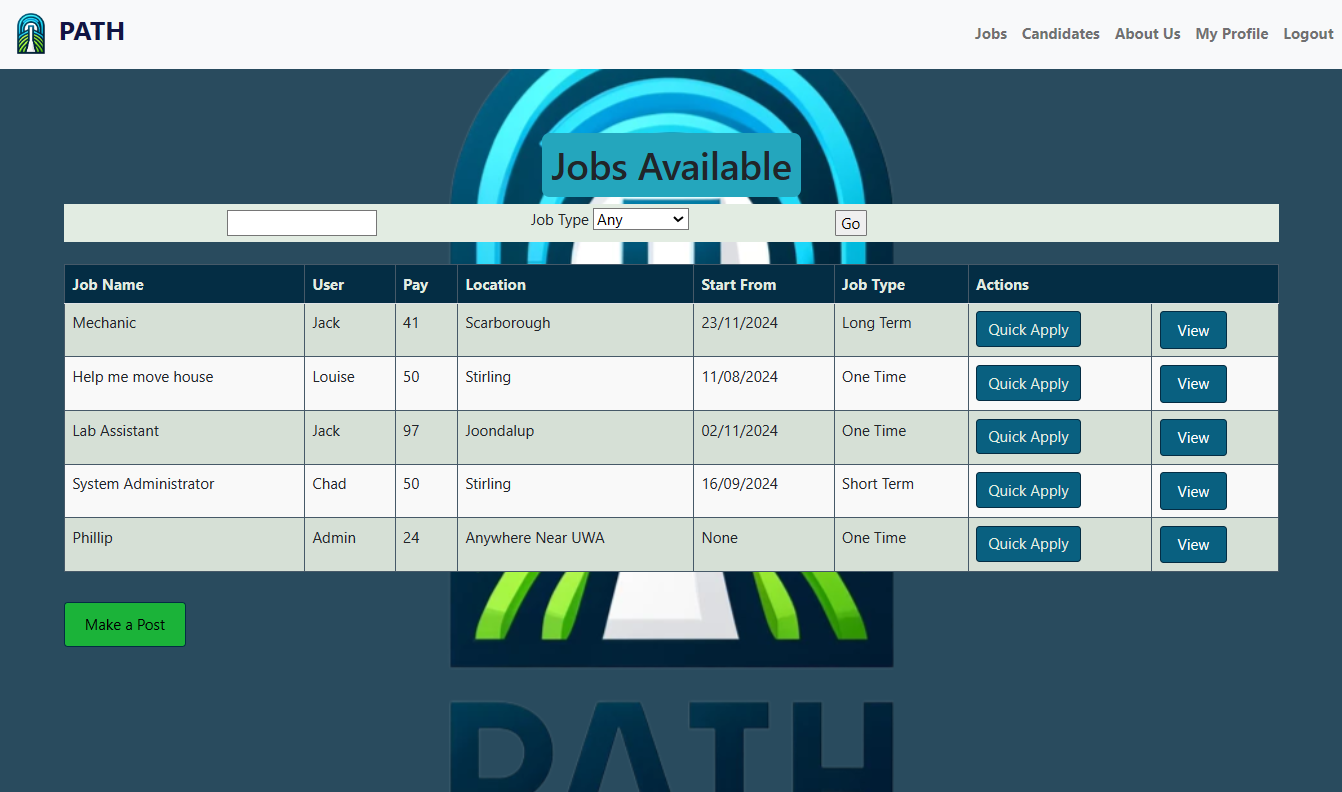 PATH
Jobs Candidates About Us My Profile Logout
Jobs Available
Job Type Any Go
Job Name User Pay Location Start From Job Type Actions
Mechanic Jack 41 Scarborough 23/11/2024 Long Term Quick Apply View
Help me move house Louise 50 Stirling 11/08/2024 One Time Quick Apply View
Lab Assistant Jack 97 Joondalup 02/11/2024 One Time Quick Apply View
System Administrator Chad 50 Stirling 16/09/2024 Short Term Quick Apply View
Phillip Admin 24 Anywhere Near UWA None One Time Quick Apply View
Make a Post
PATH